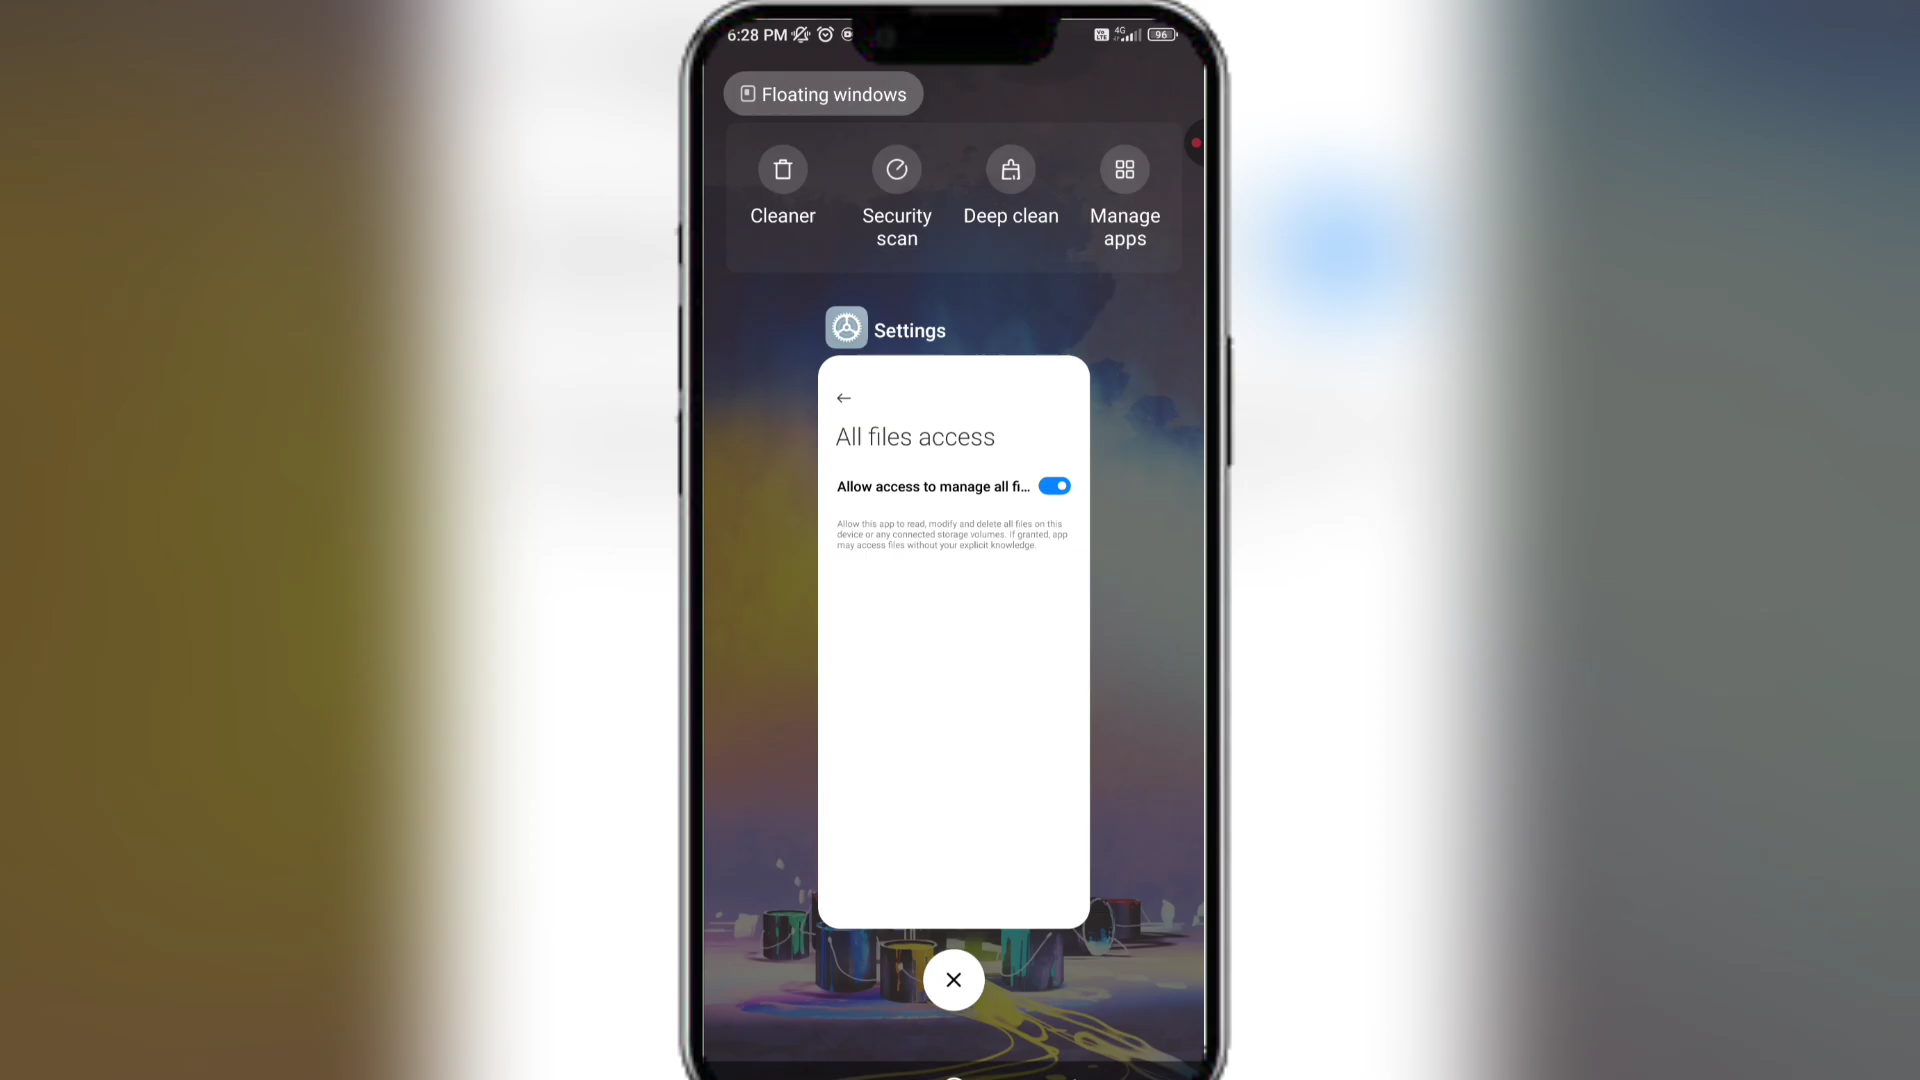 6:28 PM
4G
96
Floating windows
Cleaner
Security
scan
Deep clean
Manage
apps
Settings
All files access
Allow access to manage all fi...
Allow this app to read, modify and delete all files on this
device or any connected storage volumes. If granted, app
may access files without your explicit knowledge.